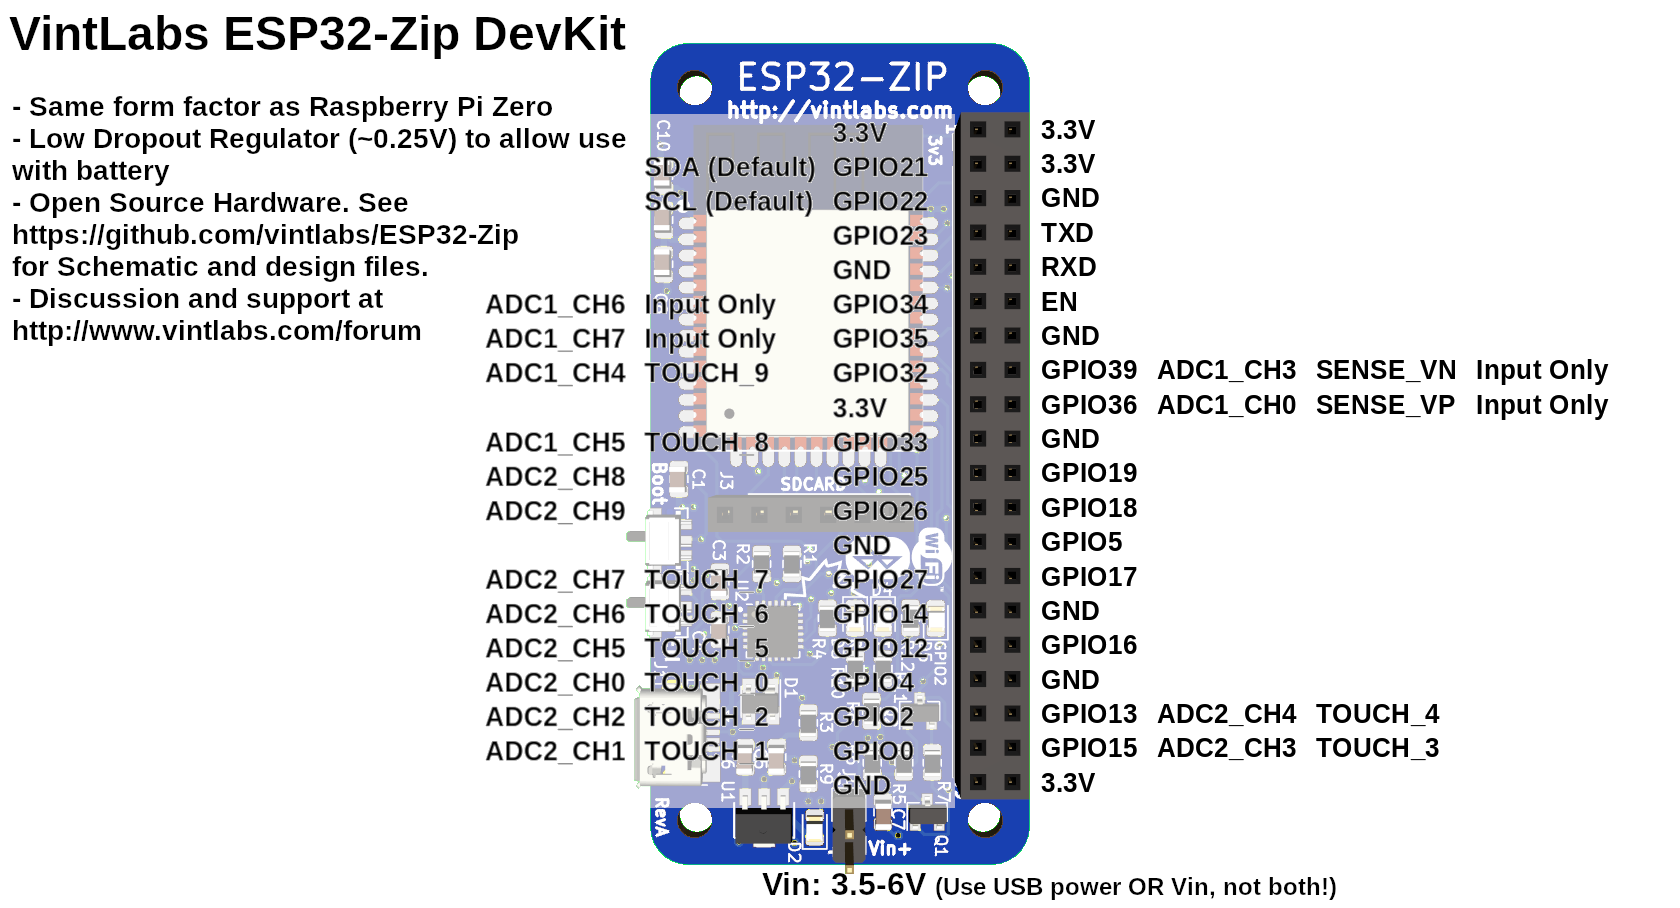 VintLabs ESP32-Zip DevKit
- Same form factor as Raspberry Pi Zero
- Low Dropout Regulator (~0.25V) to allow use
with battery
- Open Source Hardware. See
https://github.com/vintlabs/ESP32-Zip
for Schematic and design files.
- Discussion and support at
http://www.vintlabs.com/forum
ESP32-ZIP
http://vintlabs.com
C10
3v3
1
3.3V 3.3V
SDA (Default) GPIO21 3.3V
SCL (Default) GPIO22 GND
GPIO23 TXD
GND RXD
ADC1_CH6 Input Only GPIO34 EN
ADC1_CH7 Input Only GPIO35 GND
ADC1_CH4 TOUCH_9 GPIO32 GPIO39 ADC1_CH3 SENSE_VN Input Only
3.3V GPIO36 ADC1_CH0 SENSE_VP Input Only
ADC1_CH5 TOUCH_8 GPIO33 GND
ADC2_CH8 GPIO25 GPIO19
ADC2_CH9 GPIO26 GPIO18
GND GPIO5
ADC2_CH7 TOUCH_7 GPIO27 GPIO17
ADC2_CH6 TOUCH_6 GPIO14 GND
ADC2_CH5 TOUCH_5 GPIO12 GPIO16
ADC2_CH0 TOUCH_0 GPIO4 GND
ADC2_CH2 TOUCH_2 GPIO2 GPIO13 ADC2_CH4 TOUCH_4
ADC2_CH1 TOUCH_1 GPIO0 GPIO15 ADC2_CH3 TOUCH_3
GND 3.3V
Boot
C1
J3
SDCARD
WiFi
C3
R2
R1
U2
R4
GPIO2
D1
R3
R9
U1
R5
R7
RevA
C7
D2
Q1
Vin+
Vin: 3.5-6V (Use USB power OR Vin, not both!)